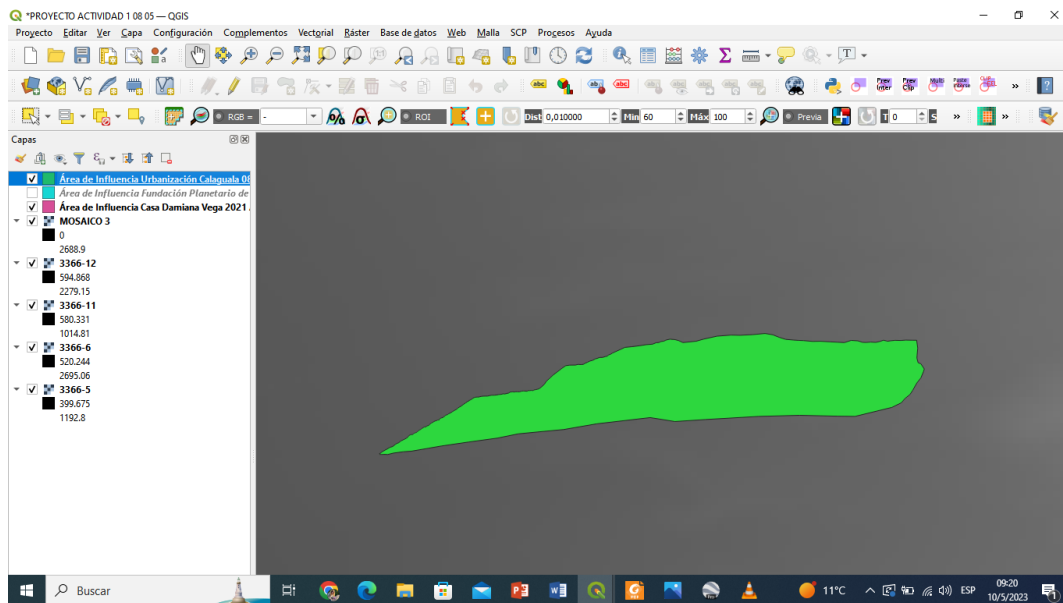 *PROYECTO ACTIVIDAD 1 08 05 — QGIS
Proyecto Editar Ver Capa Configuración Complementos Vectorial Ráster Base de datos Web Malla SCP Procesos Ayuda
RGB = - ROI Dist 0,010000 Mín 60 Máx 100 Previa T 0 S
Capas
Área de Influencia Urbanización Calaguala 08
Área de Influencia Fundación Planetario de
Área de Influencia Casa Damiana Vega 2021
MOSAICO 3
0
2688.9
3366-12
594.868
2279.15
3366-11
580.331
1014.81
3366-6
520.244
2695.06
3366-5
399.675
1192.8
Buscar
11°C
ESP
09:20
10/5/2023